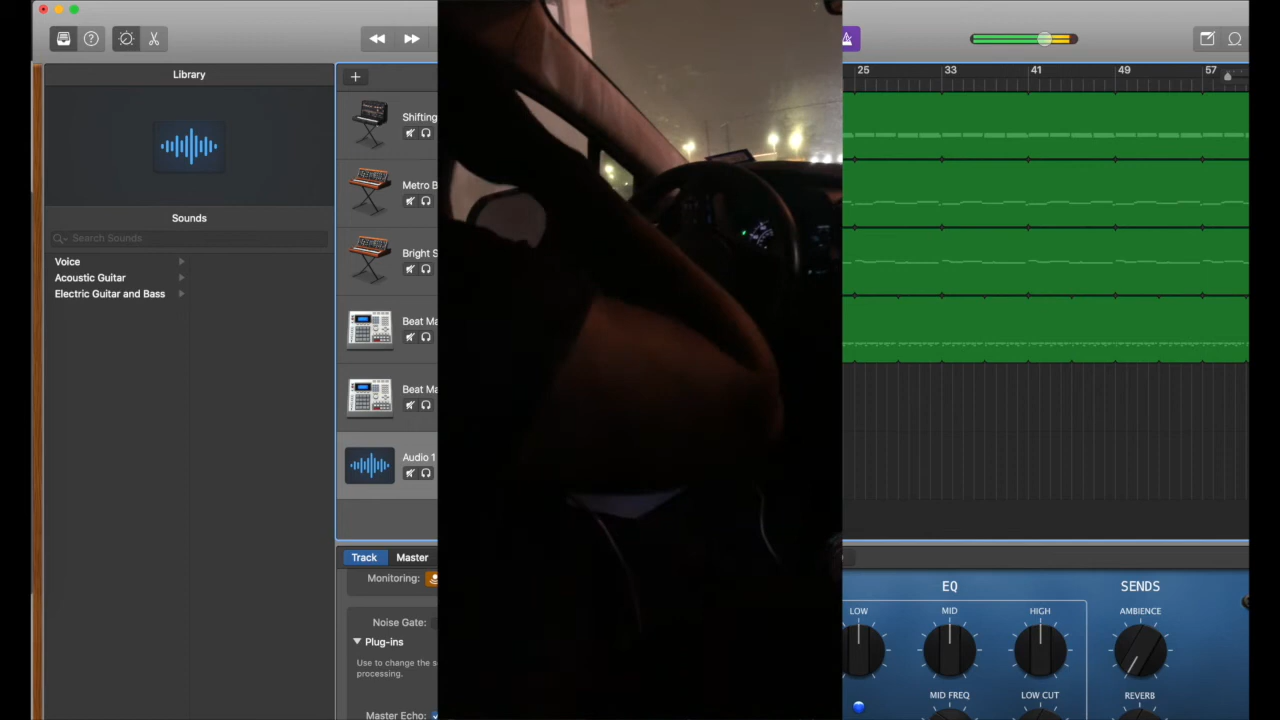 Library
25 33 41 49 57
Sounds
Search Sounds
Voice
Acoustic Guitar
Electric Guitar and Bass
Shifting
Metro B
Bright S
Beat Ma
Beat Ma
Audio 1
Track Master
Monitoring:
Noise Gate:
Plug-ins
Use to change the s
processing.
Master Echo:
EQ SENDS
LOW MID HIGH AMBIENCE
MID FREQ LOW CUT REVERB